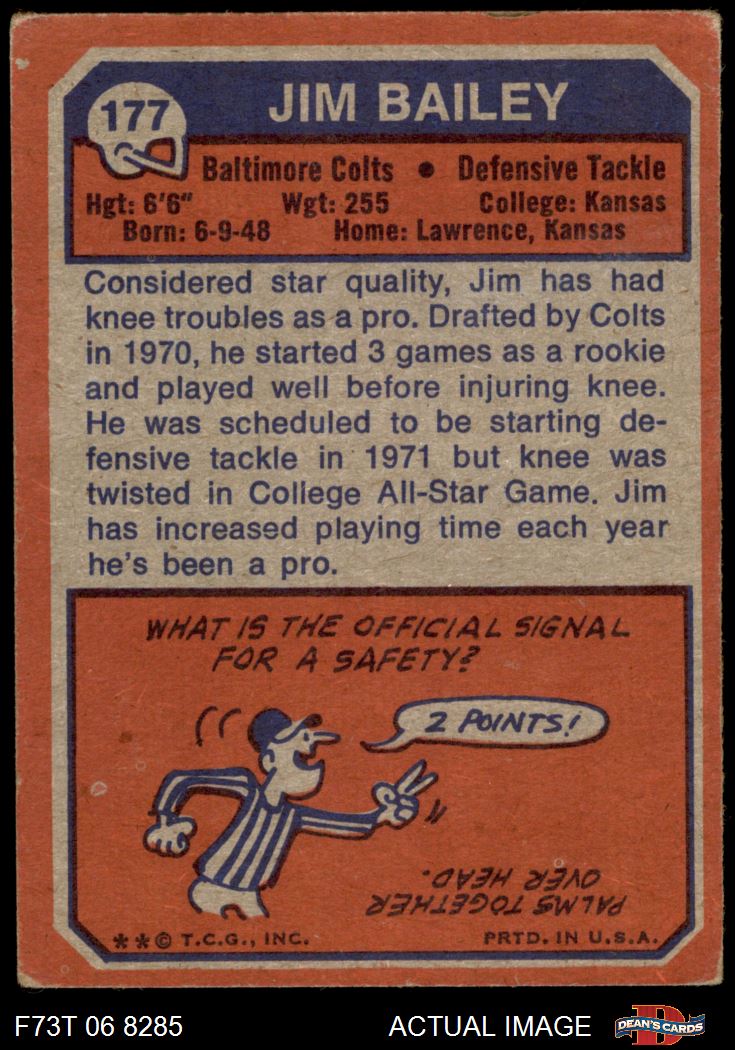 177
JIM BAILEY
Baltimore Colts • Defensive Tackle
Hgt: 6'6" Wgt: 255 College: Kansas
Born: 6-9-48 Home: Lawrence, Kansas
Considered star quality, Jim has had
knee troubles as a pro. Drafted by Colts
in 1970, he started 3 games as a rookie
and played well before injuring knee.
He was scheduled to be starting de-
fensive tackle in 1971 but knee was
twisted in College All-Star Game. Jim
has increased playing time each year
he's been a pro.
WHAT IS THE OFFICIAL SIGNAL
FOR A SAFETY?
2 POINTS!
PALMS TOGETHER
OVER HEAD.
**© T.C.G., INC. PRTD. IN U.S.A.
F73T 06 8285 ACTUAL IMAGE
D
DEAN'S CARDS